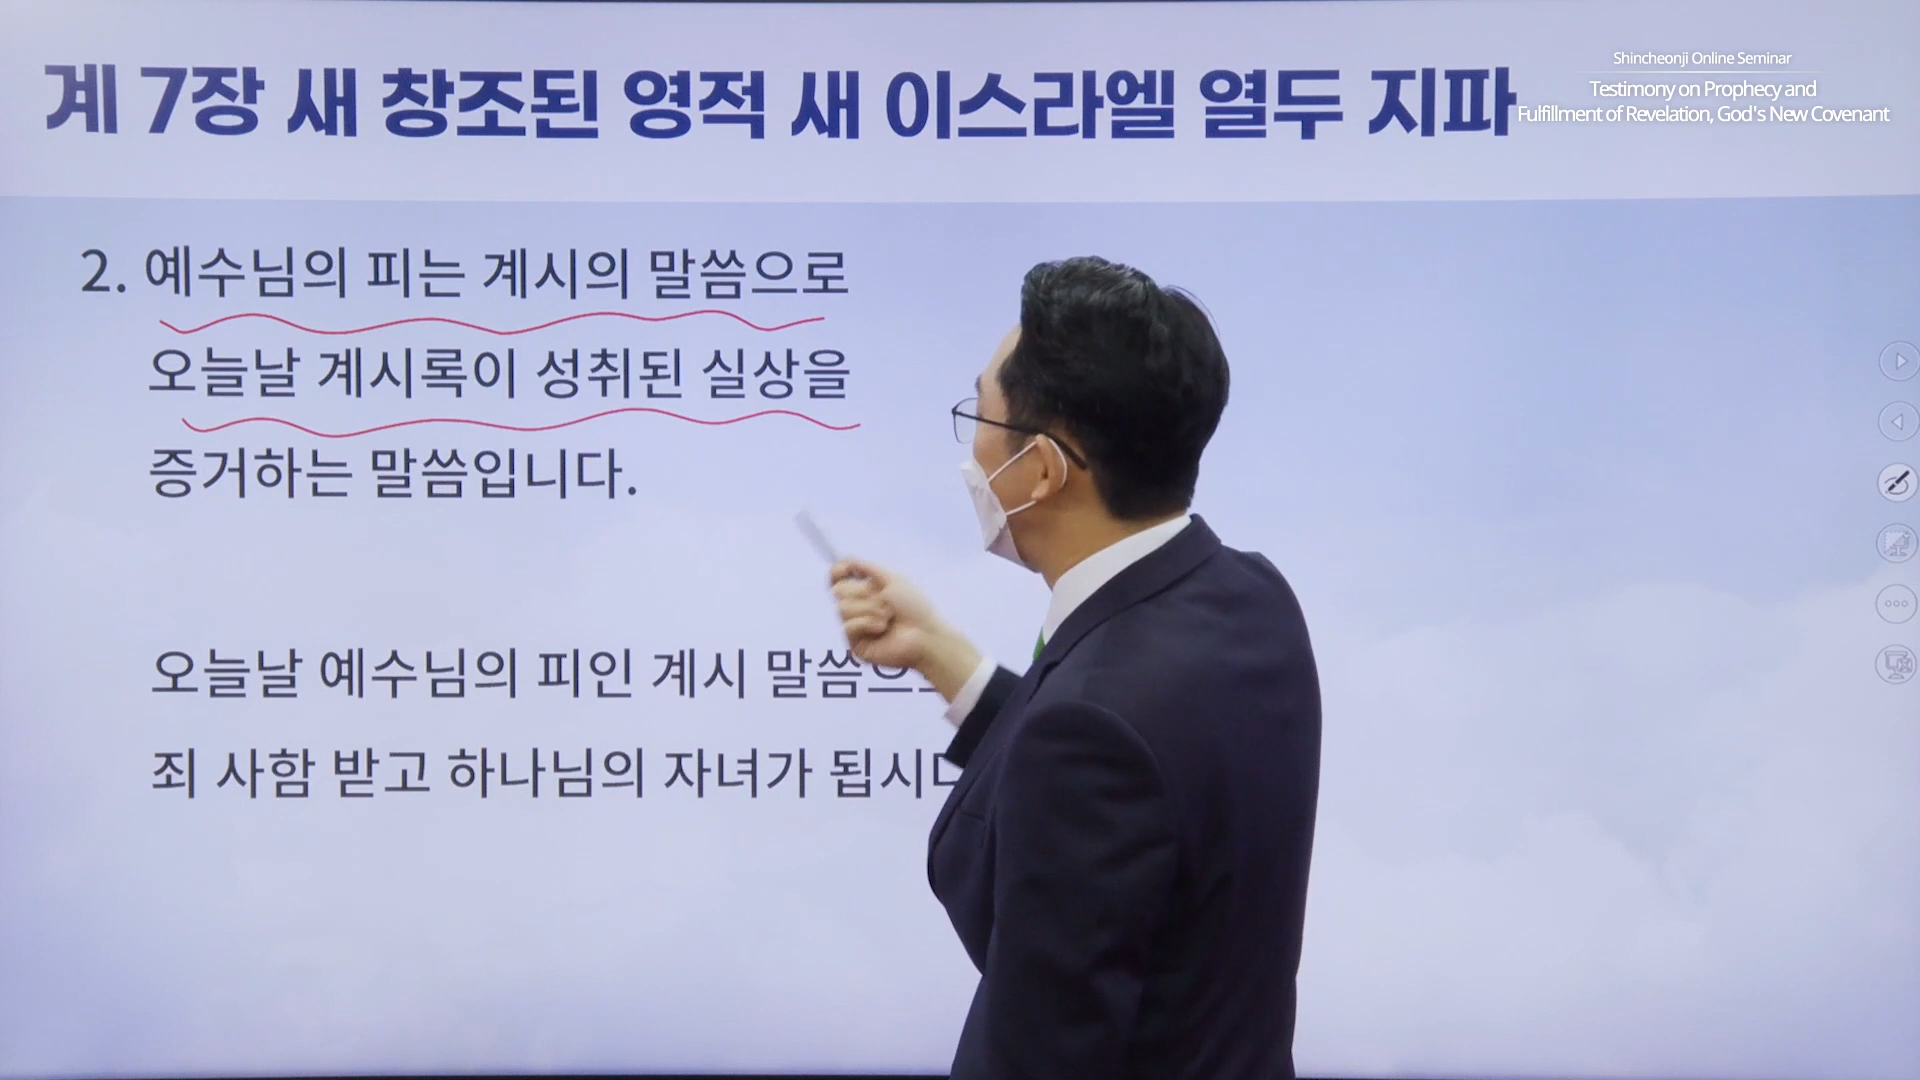 계 7장 새 창조된 영적 새 이스라엘 열두 지파
Shincheonji Online Seminar
Testimony on Prophecy and
Fulfillment of Revelation, God's New Covenant
2. 예수님의 피는 계시의 말씀으로
오늘날 계시록이 성취된 실상을
증거하는 말씀입니다.
오늘날 예수님의 피인 계시
죄 사함 받고 하나님의 자녀가